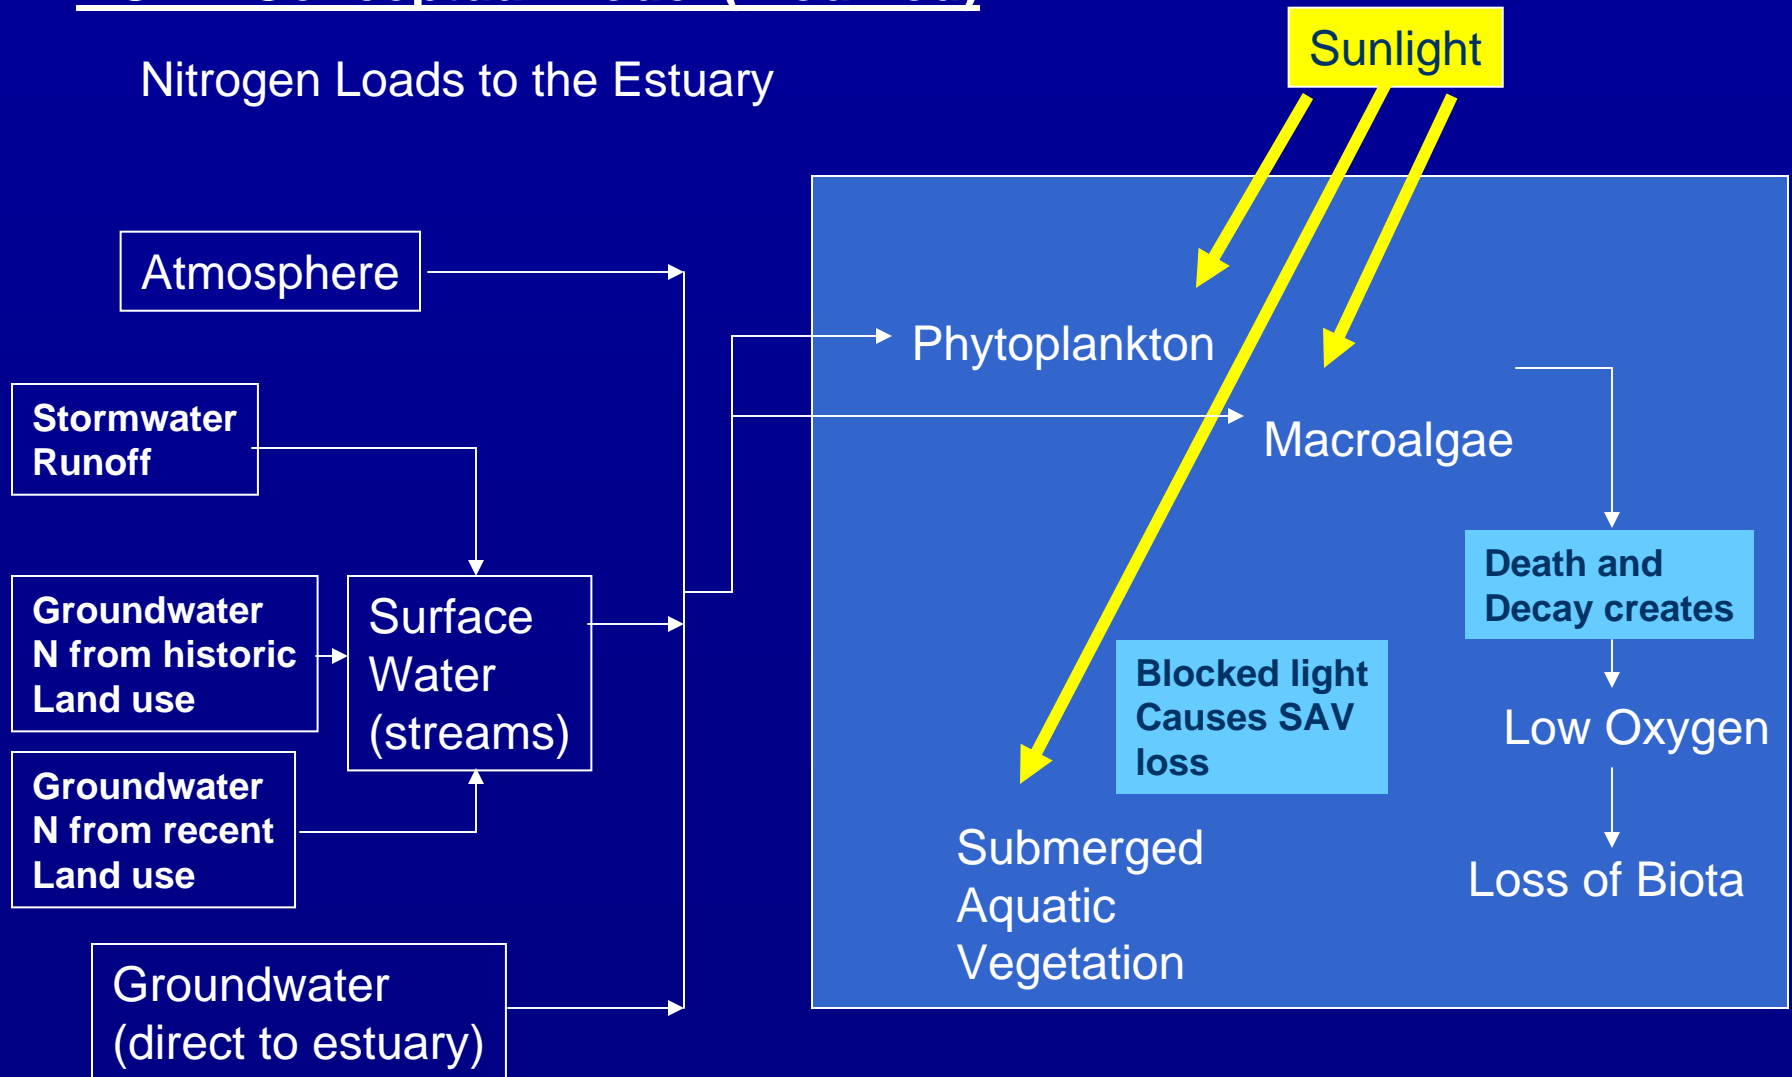 Nitrogen Loads to the Estuary
Sunlight
Atmosphere
Phytoplankton
Stormwater
Runoff
Macroalgae
Groundwater
N from historic
Land use
Surface
Water
(streams)
Death and
Decay creates
Blocked light
Causes SAV
loss
Low Oxygen
Groundwater
N from recent
Land use
Submerged
Aquatic
Vegetation
Loss of Biota
Groundwater
(direct to estuary)